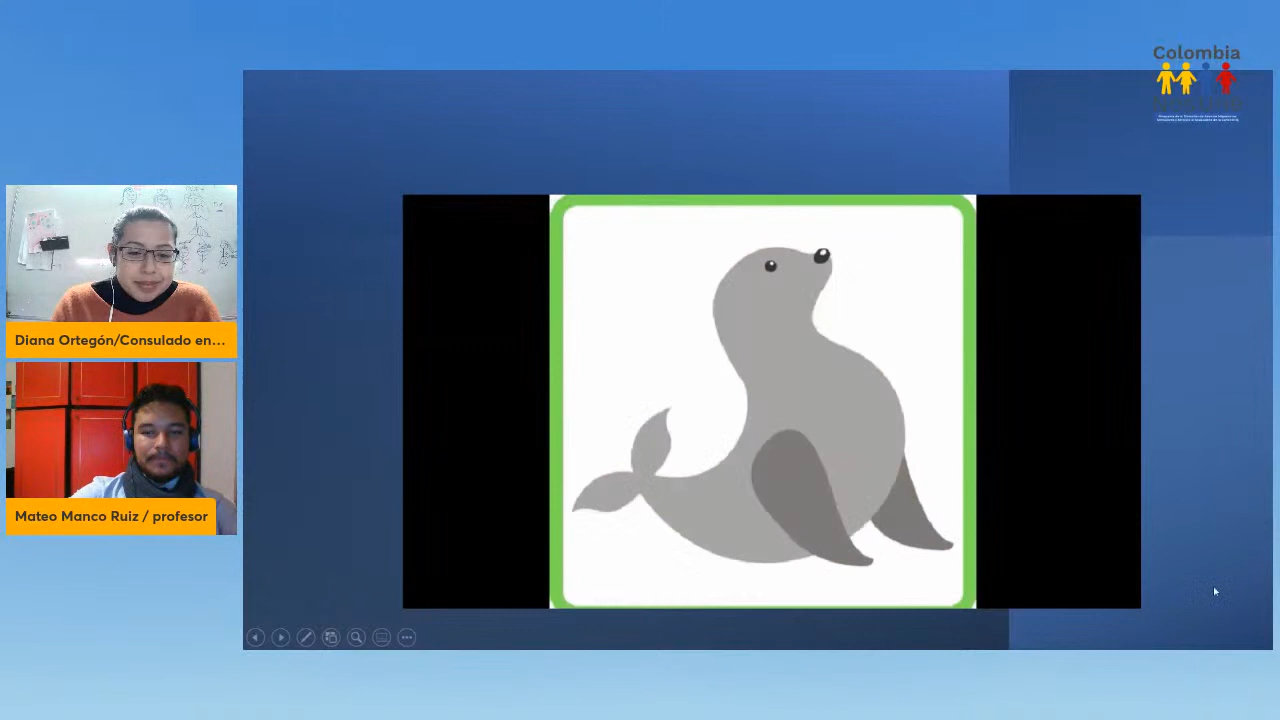 Colombia
Diana Ortegón/Consulado en...
Mateo Manco Ruiz / profesor